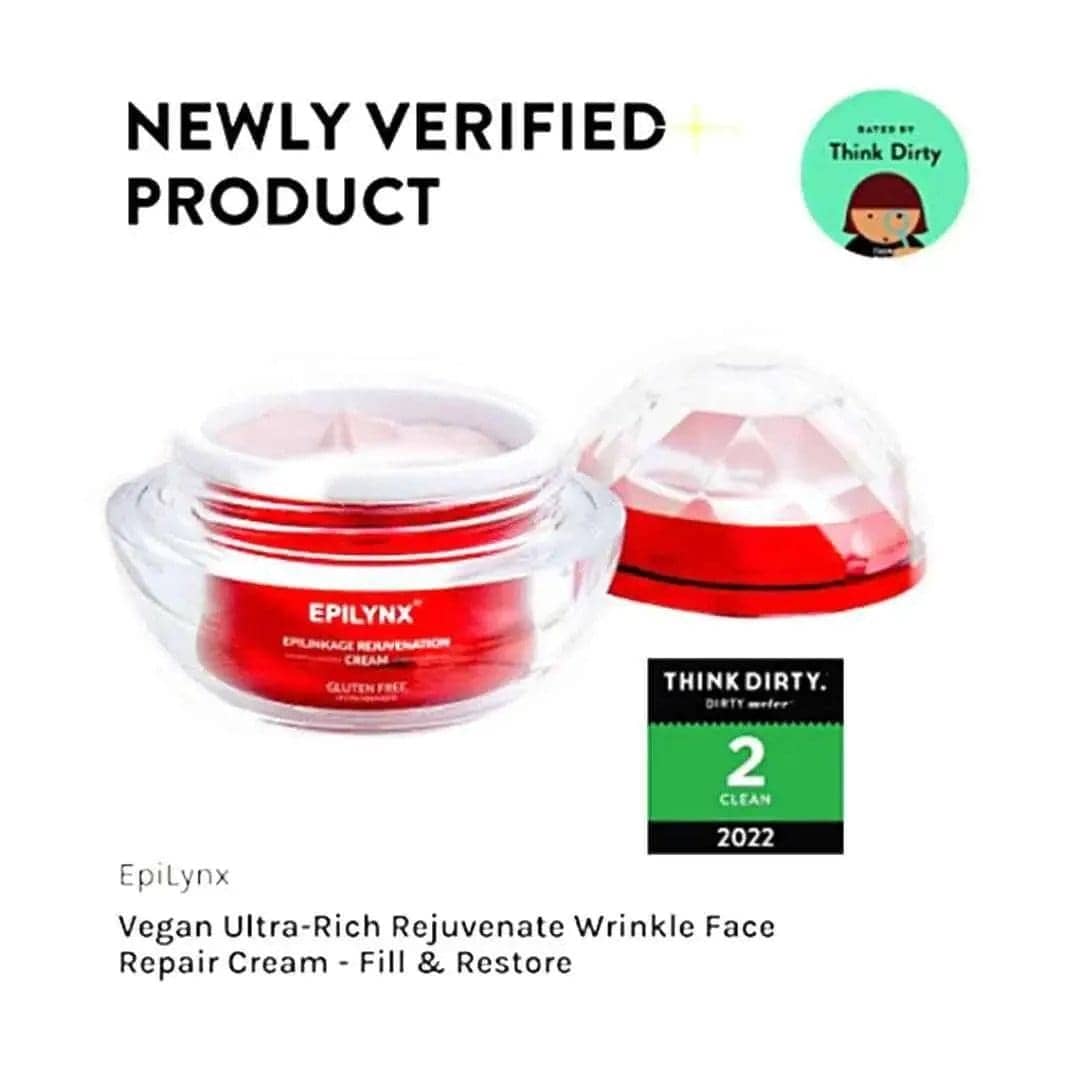 NEWLY VERIFIED
PRODUCT
RATED BY
Think Dirty
EPILYNX®
EPILINKAGE REJUVENATION
CREAM
GLUTEN FREE
THINK DIRTY.
DIRTY meter™
2
CLEAN
2022
EpiLynx
Vegan Ultra-Rich Rejuvenate Wrinkle Face
Repair Cream - Fill & Restore